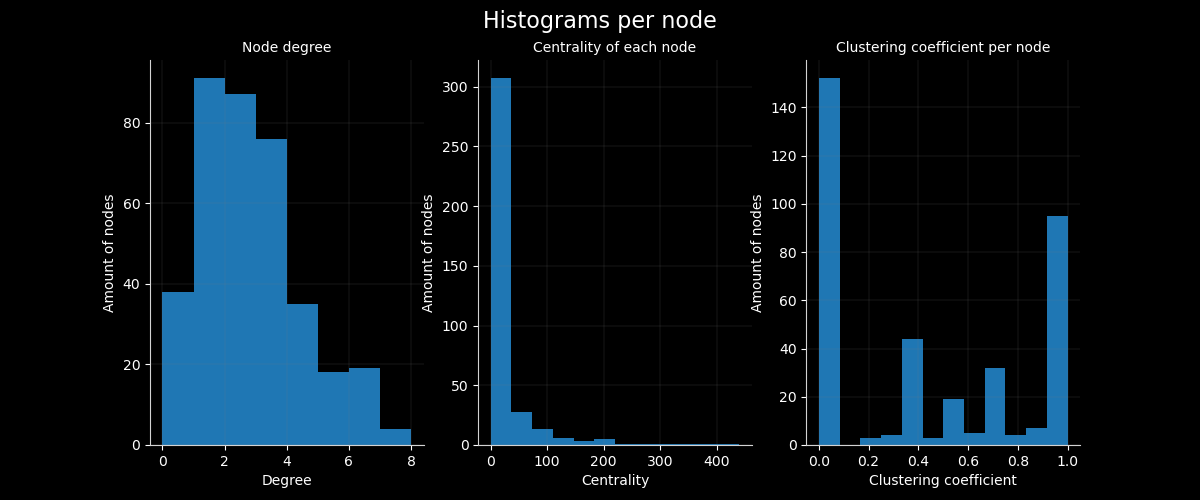 Histograms per node
Node degree
Amount of nodes
0
20
40
60
80
0 2 4 6 8
Degree
Centrality of each node
Amount of nodes
0
50
100
150
200
250
300
0 100 200 300 400
Centrality
Clustering coefficient per node
Amount of nodes
0
20
40
60
80
100
120
140
0.0 0.2 0.4 0.6 0.8 1.0
Clustering coefficient